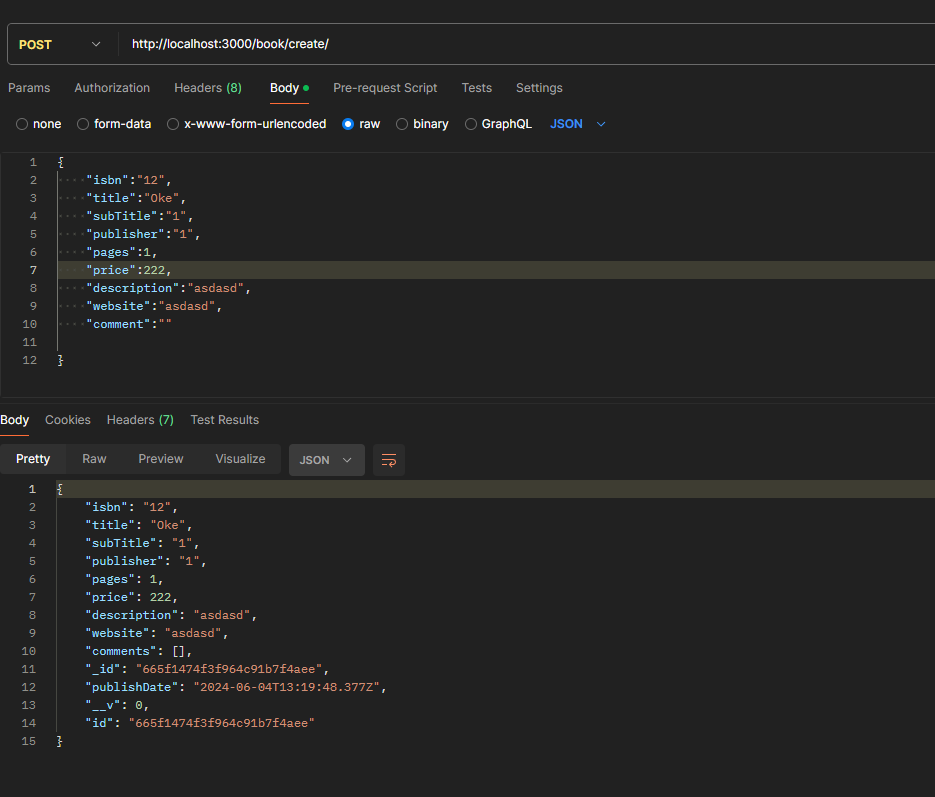 POST http://localhost:3000/book/create/
Params Authorization Headers (8) Body Pre-request Script Tests Settings
none form-data x-www-form-urlencoded raw binary GraphQL JSON
1 {
2 ····"isbn":"12",
3 ····"title":"Oke",
4 ····"subTitle":"1",
5 ····"publisher":"1",
6 ····"pages":1,
7 ····"price":222,
8 ····"description":"asdasd",
9 ····"website":"asdasd",
10 ····"comment":""
11
12 }
Body Cookies Headers (7) Test Results
Pretty Raw Preview Visualize JSON
1 {
2 "isbn": "12",
3 "title": "Oke",
4 "subTitle": "1",
5 "publisher": "1",
6 "pages": 1,
7 "price": 222,
8 "description": "asdasd",
9 "website": "asdasd",
10 "comments": [],
11 "_id": "665f1474f3f964c91b7f4aee",
12 "publishDate": "2024-06-04T13:19:48.377Z",
13 "__v": 0,
14 "id": "665f1474f3f964c91b7f4aee"
15 }